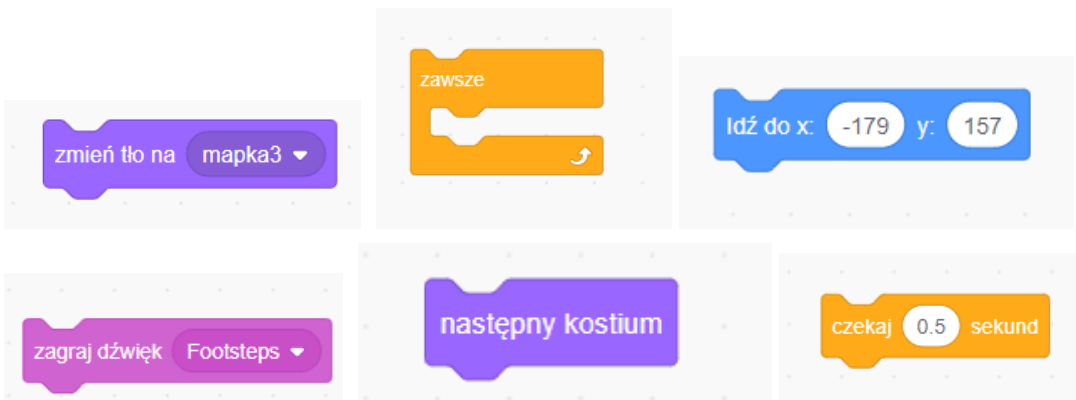 zawsze
Idź do x: -179 y: 157
zmień tło na mapka3
następny kostium
czekaj 0.5 sekund
zagraj dźwięk Footsteps